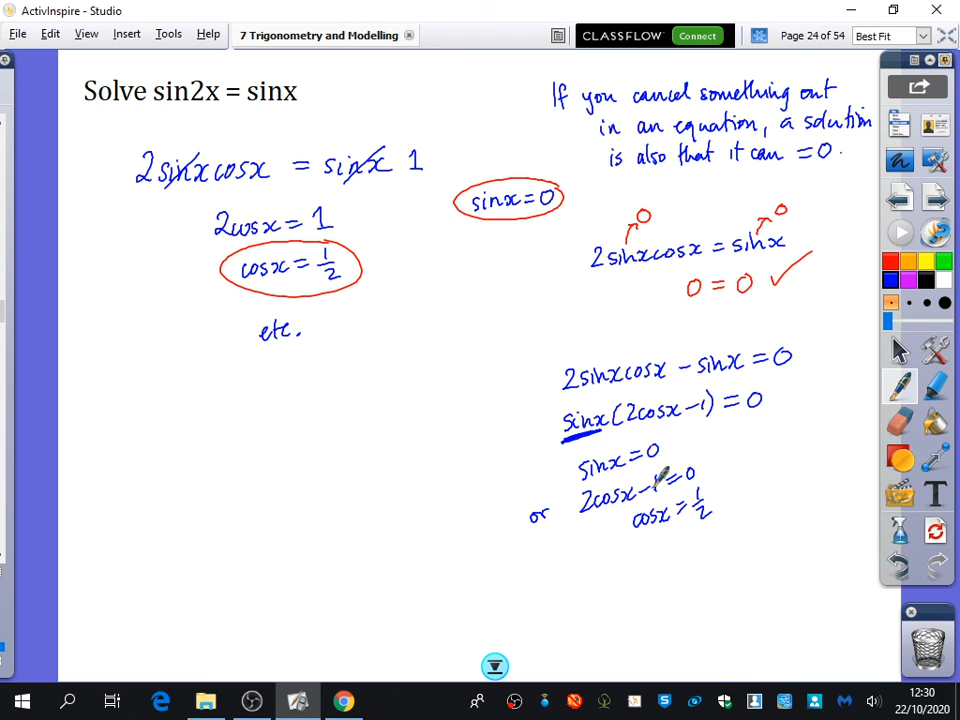 ActivInspire - Studio
File Edit View Insert Tools Help
7 Trigonometry and Modelling
CLASSFLOW Connect
Page 24 of 54
Best Fit
Solve sin2x = sinx
2sinxcosx = sinx 1
2cosx = 1
cosx = 1/2
etc.
sinx = 0
If you cancel something out
in an equation, a solution
is also that it can = 0.
0 0
2sinxcosx = sinx
0 = 0 ✓
2sinxcosx - sinx = 0
sinx(2cosx - 1) = 0
sinx = 0
or 2cosx - 1 = 0
cosx = 1/2
12:30
22/10/2020